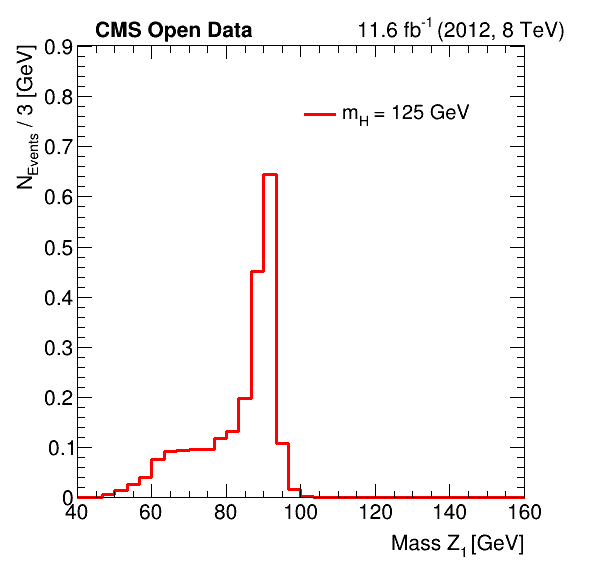 CMS Open Data 11.6 fb⁻¹ (2012, 8 TeV)
N_Events / 3 [GeV]
0.9
0.8
m_H = 125 GeV
0.7
0.6
0.5
0.4
0.3
0.2
0.1
0
40 60 80 100 120 140 160
Mass Z₁ [GeV]